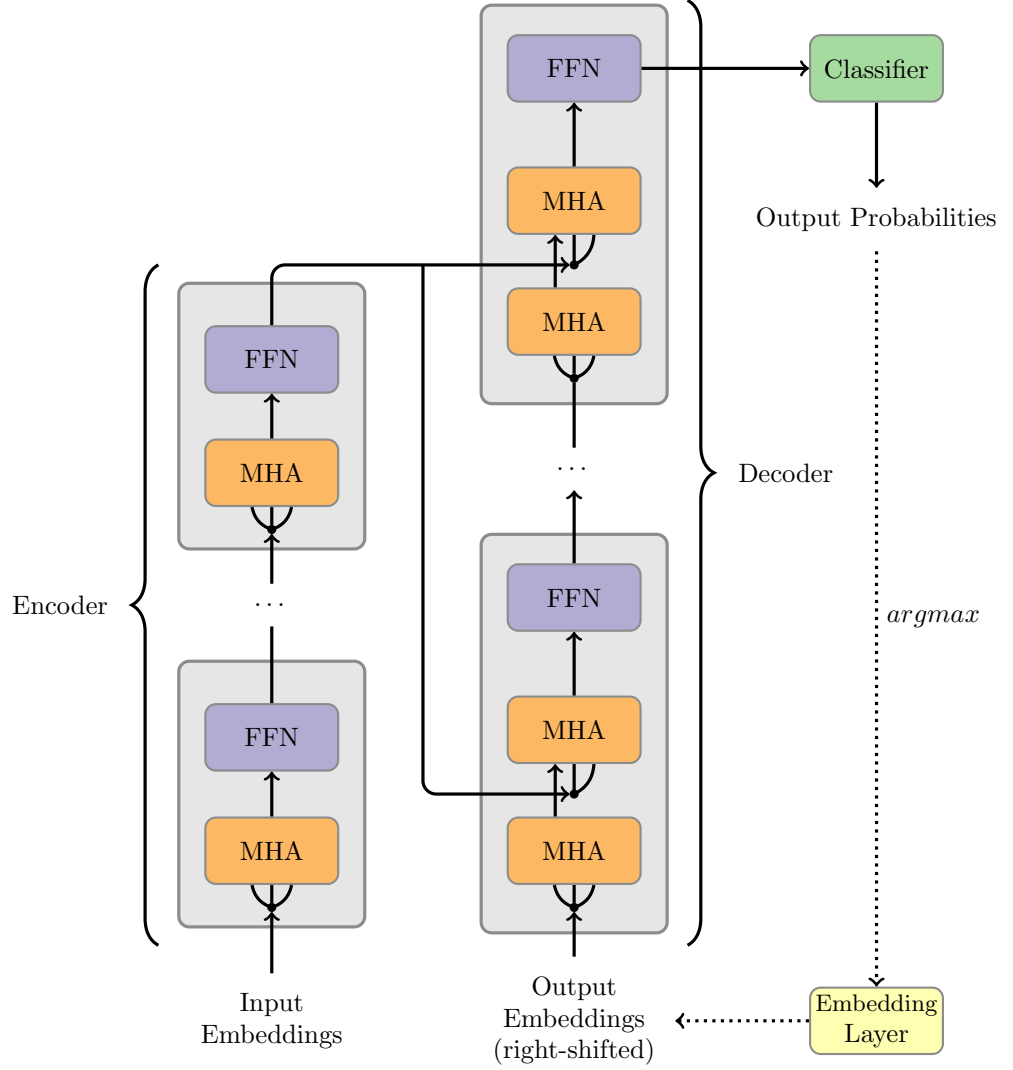 FFN
Classifier
MHA
Output Probabilities
MHA
FFN
MHA
...
Decoder
FFN
Encoder
...
argmax
FFN
MHA
FFN
MHA
MHA
Input
Embeddings
Output
Embeddings
(right-shifted)
Embedding
Layer